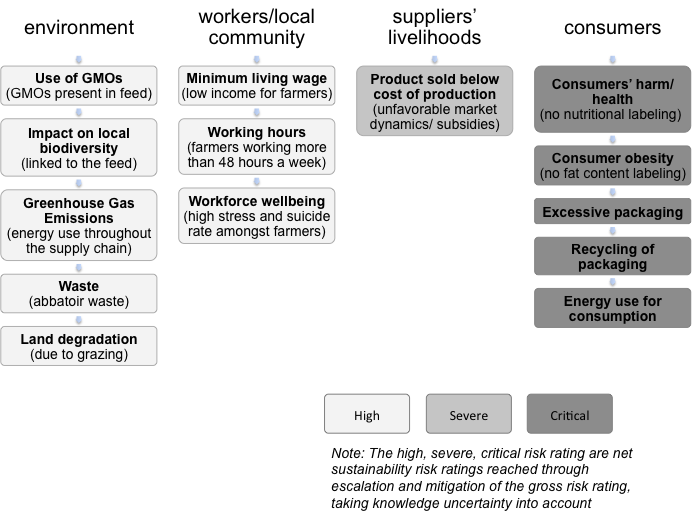 environment
Use of GMOs
(GMOs present in feed)
Impact on local
biodiversity
(linked to the feed)
Greenhouse Gas
Emissions
(energy use throughout
the supply chain)
Waste
(abbatoir waste)
Land degradation
(due to grazing)
workers/local
community
Minimum living wage
(low income for farmers)
Working hours
(farmers working more
than 48 hours a week)
Workforce wellbeing
(high stress and suicide
rate amongst farmers)
suppliers’
livelihoods
Product sold below
cost of production
(unfavorable market
dynamics/ subsidies)
consumers
Consumers’ harm/
health
(no nutritional labeling)
Consumer obesity
(no fat content labeling)
Excessive packaging
Recycling of
packaging
Energy use for
consumption
High
Severe
Critical
Note: The high, severe, critical risk rating are net
sustainability risk ratings reached through
escalation and mitigation of the gross risk rating,
taking knowledge uncertainty into account